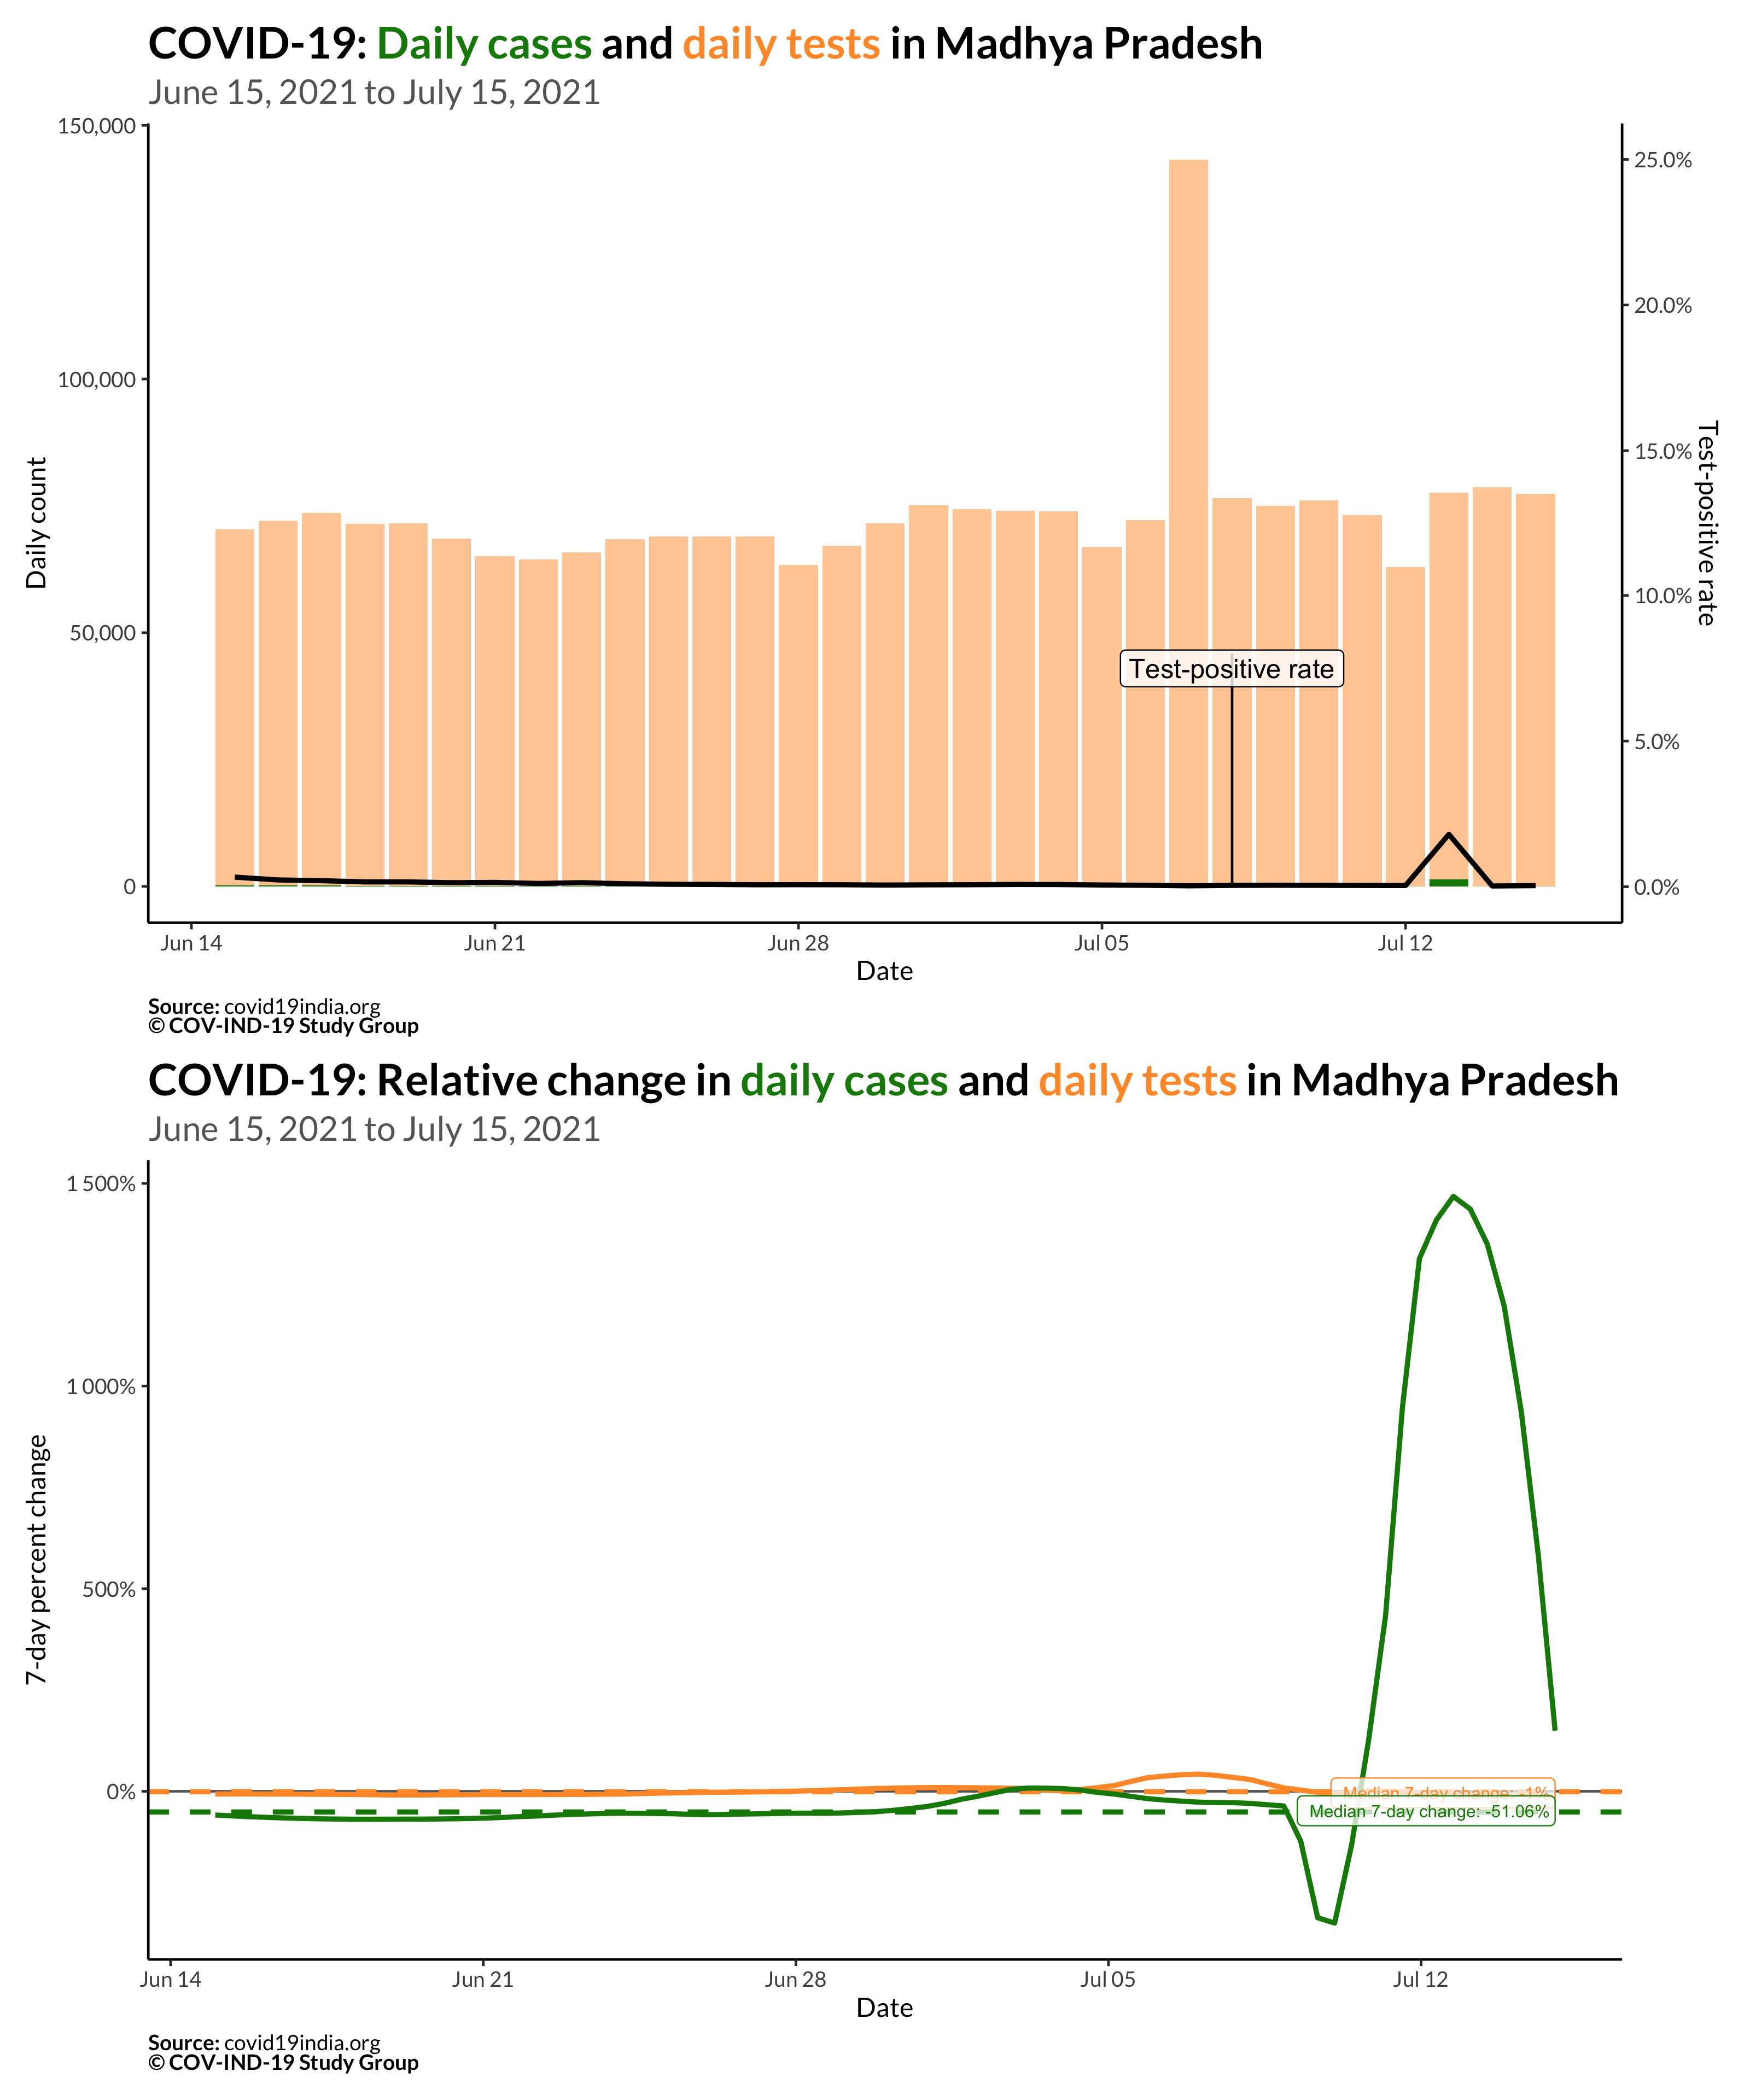 COVID-19: Daily cases and daily tests in Madhya Pradesh
June 15, 2021 to July 15, 2021
150,000
100,000
50,000
0
Daily count
25.0%
20.0%
15.0%
10.0%
5.0%
0.0%
Test-positive rate
Test-positive rate
Jun 14
Jun 21
Jun 28
Jul 05
Jul 12
Date
Source: covid19india.org
© COV-IND-19 Study Group
COVID-19: Relative change in daily cases and daily tests in Madhya Pradesh
June 15, 2021 to July 15, 2021
1 500%
1 000%
500%
0%
7-day percent change
Median 7-day change: -1%
Median 7-day change: -51.06%
Jun 14
Jun 21
Jun 28
Jul 05
Jul 12
Date
Source: covid19india.org
© COV-IND-19 Study Group